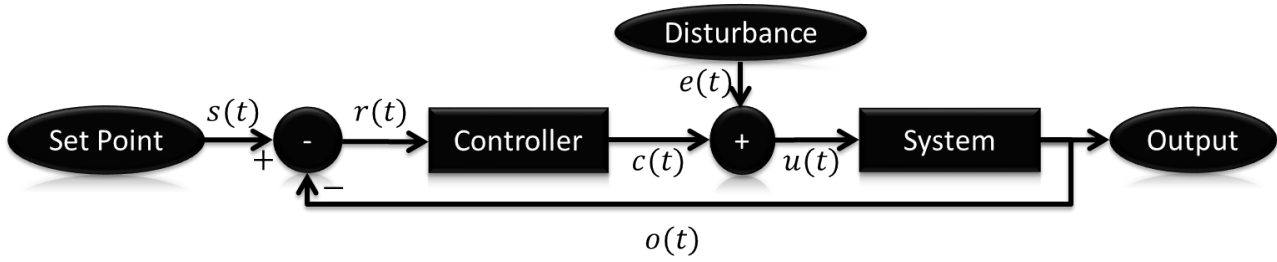 Disturbance
e(t)
s(t)
r(t)
Set Point
+
-
Controller
c(t)
+
u(t)
System
Output
−
o(t)